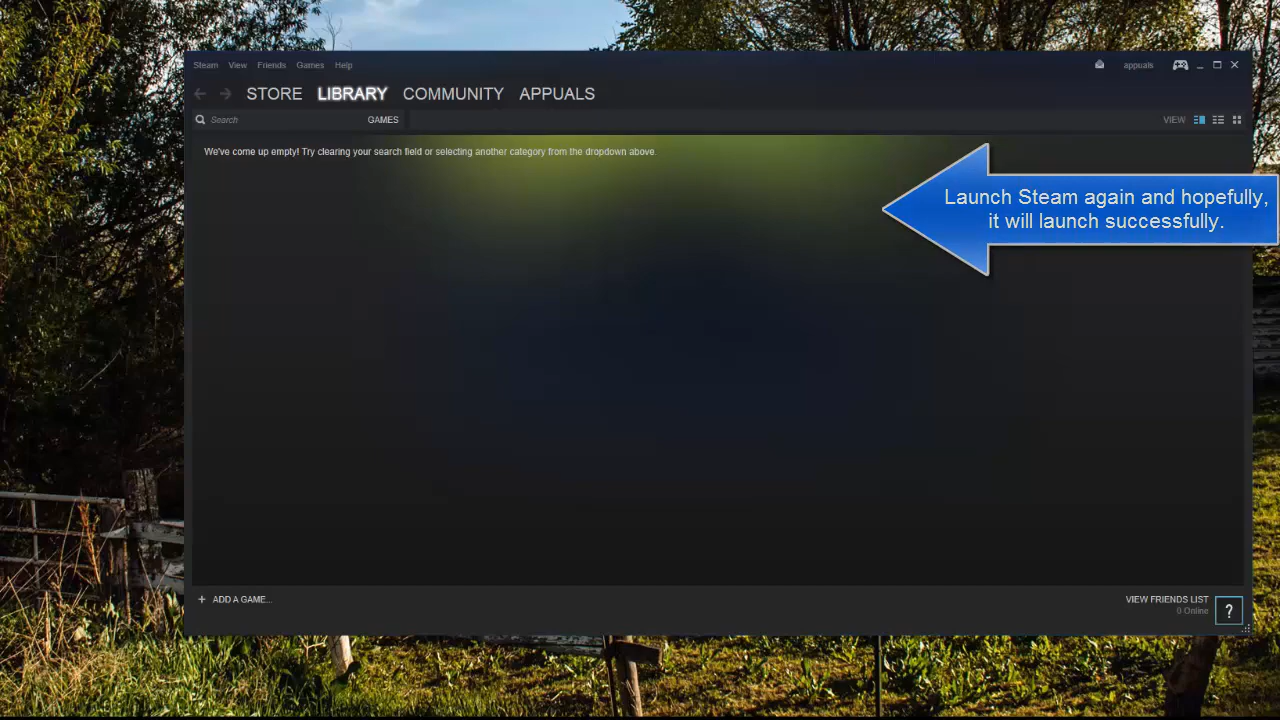 Steam View Friends Games Help appuals
STORE LIBRARY COMMUNITY APPUALS
Search GAMES VIEW
We've come up empty! Try clearing your search field or selecting another category from the dropdown above.
Launch Steam again and hopefully,
it will launch successfully.
+ ADD A GAME... VIEW FRIENDS LIST
0 Online ?